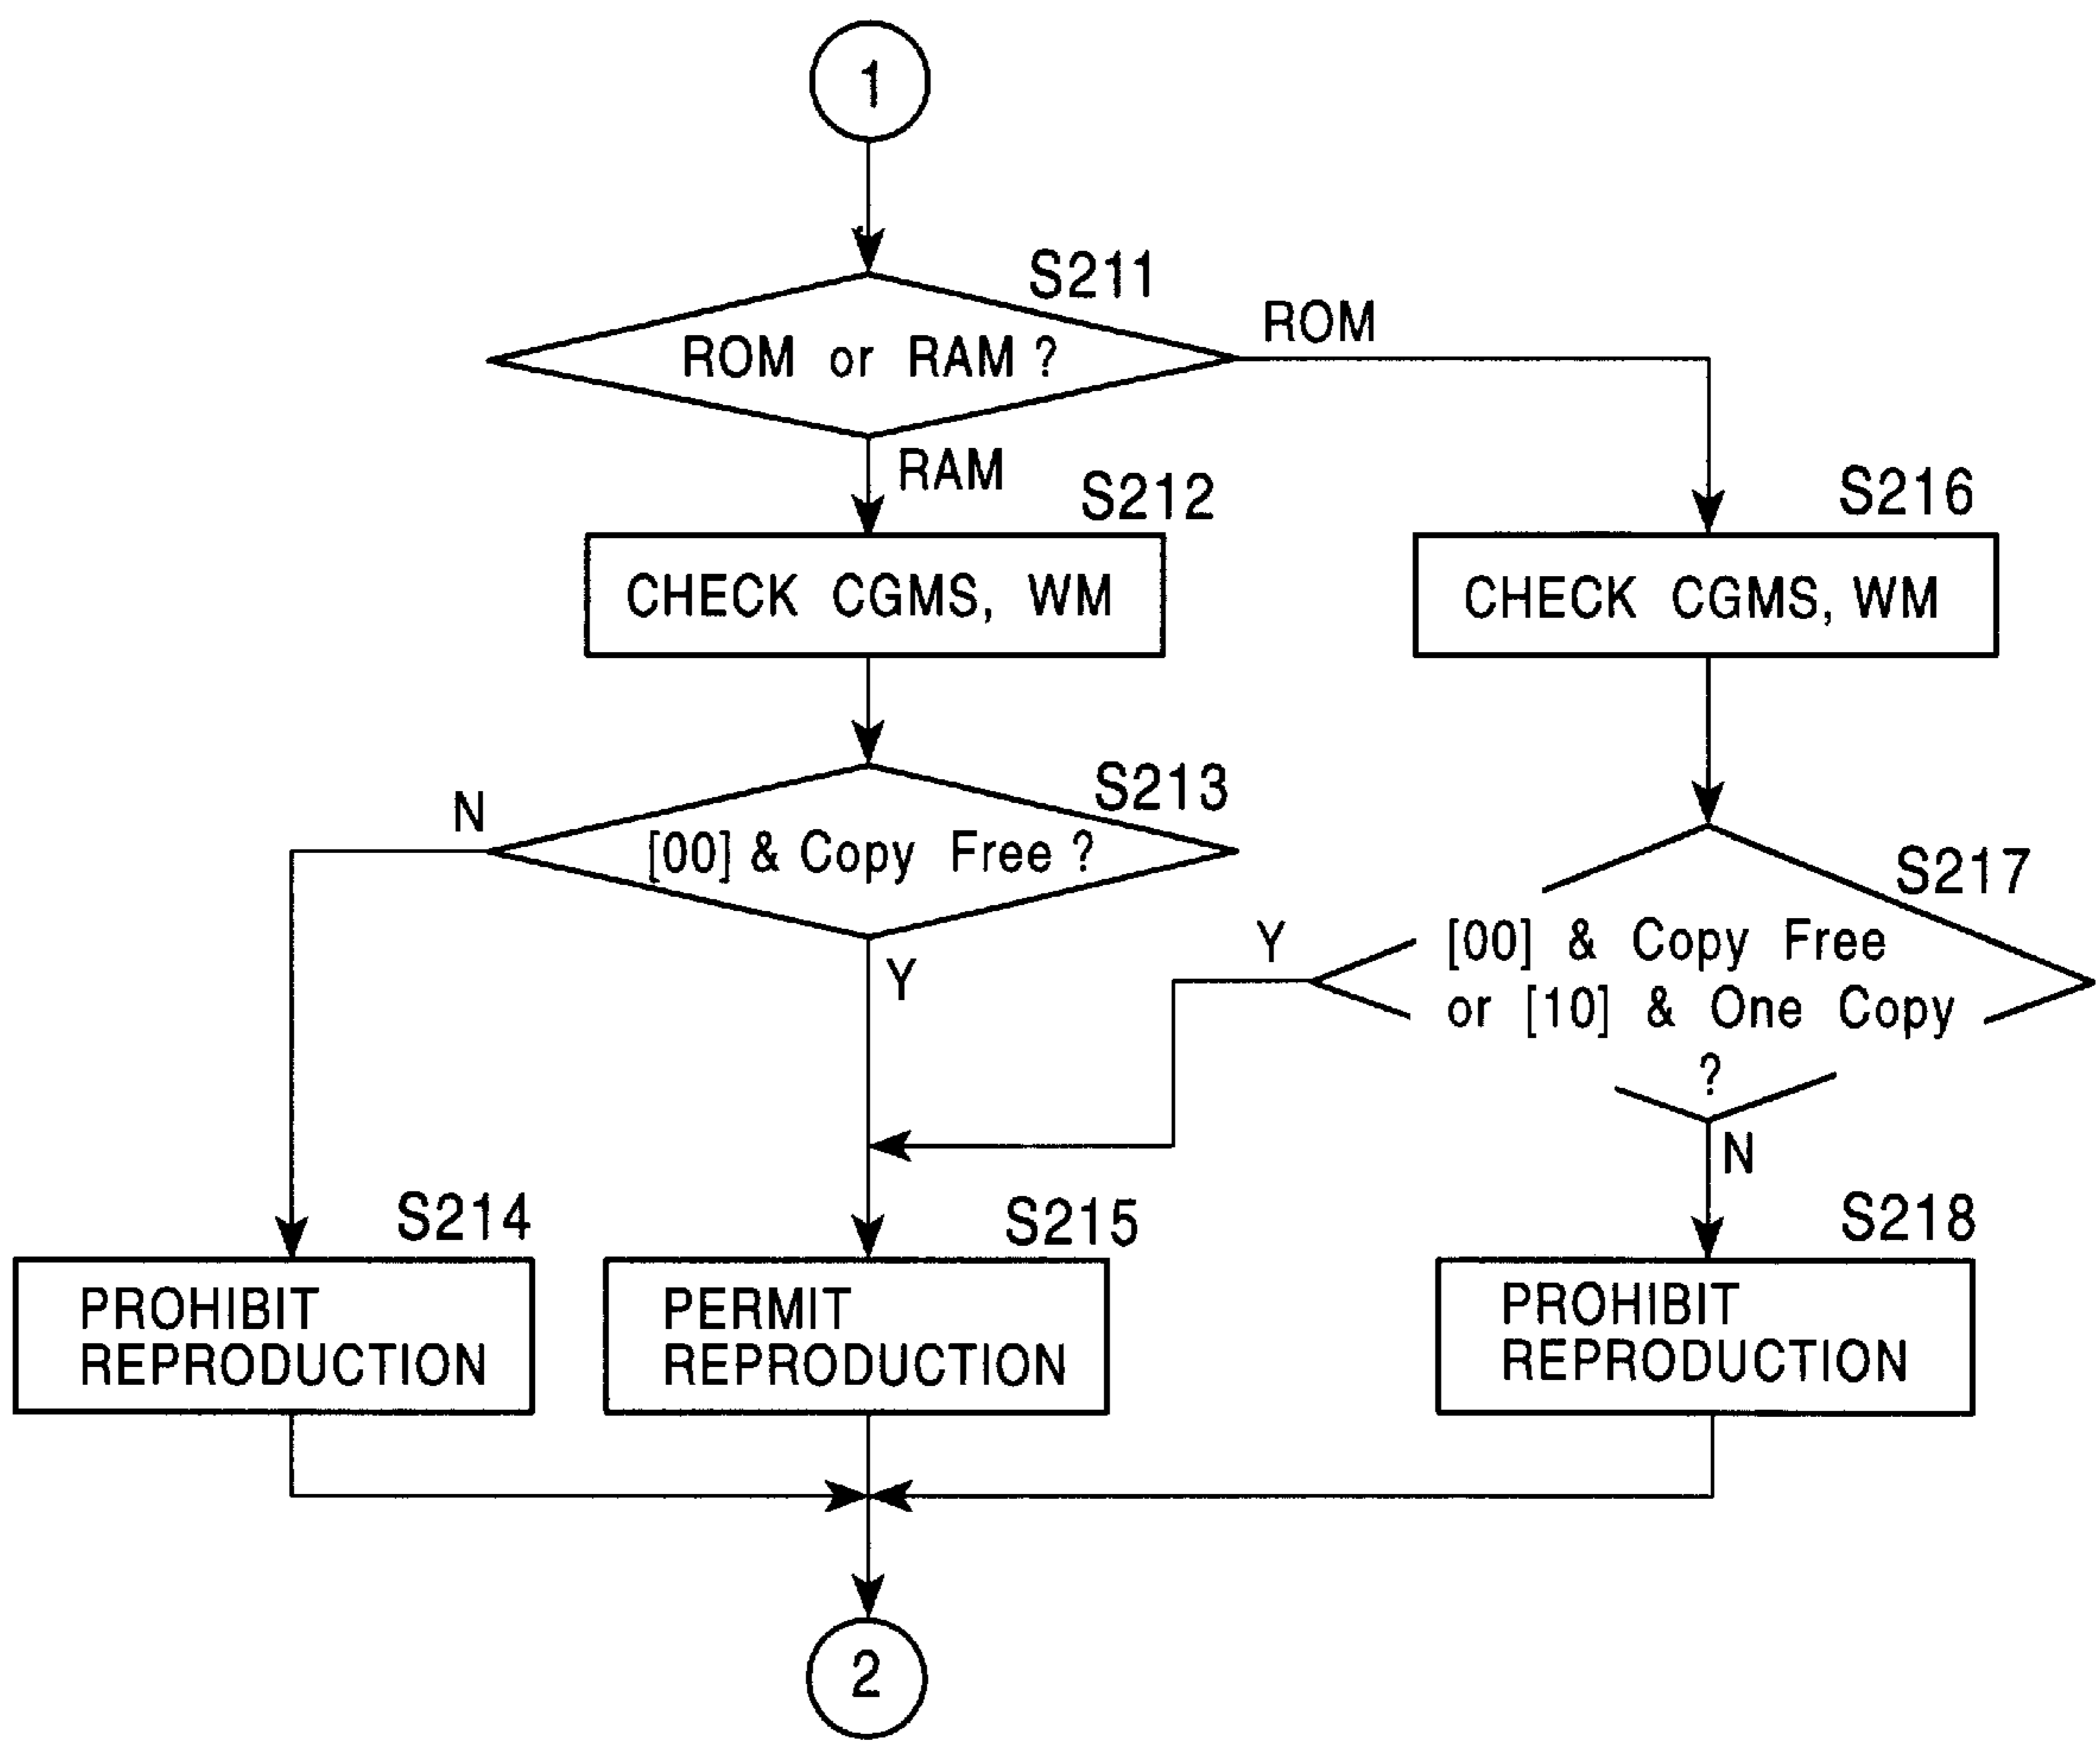 1
S211
ROM or RAM ?
ROM
RAM
S212
S216
CHECK CGMS, WM
CHECK CGMS, WM
S213
N
[00] & Copy Free ?
Y
S217
Y
[00] & Copy Free
or [10] & One Copy
?
N
S214
S215
S218
PROHIBIT
REPRODUCTION
PERMIT
REPRODUCTION
PROHIBIT
REPRODUCTION
2